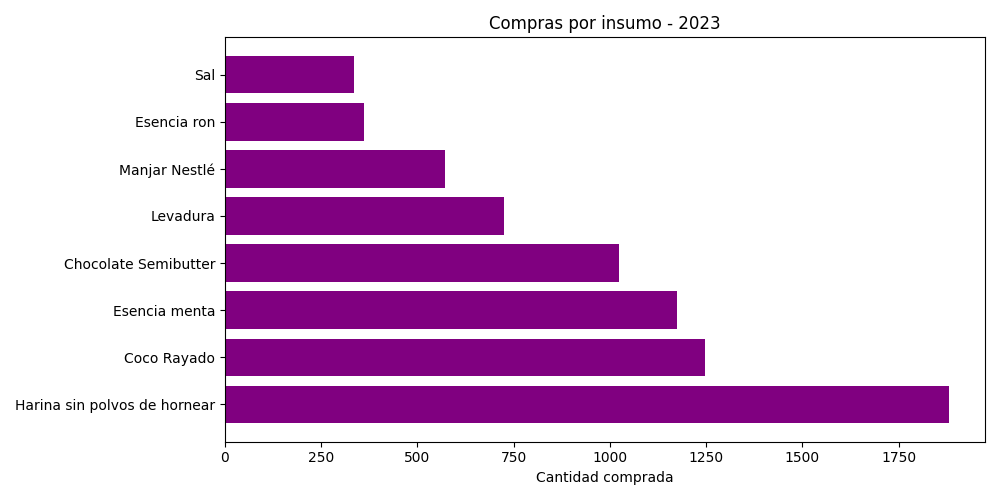 Compras por insumo - 2023
Sal
Esencia ron
Manjar Nestlé
Levadura
Chocolate Semibutter
Esencia menta
Coco Rayado
Harina sin polvos de hornear
0 250 500 750 1000 1250 1500 1750
Cantidad comprada